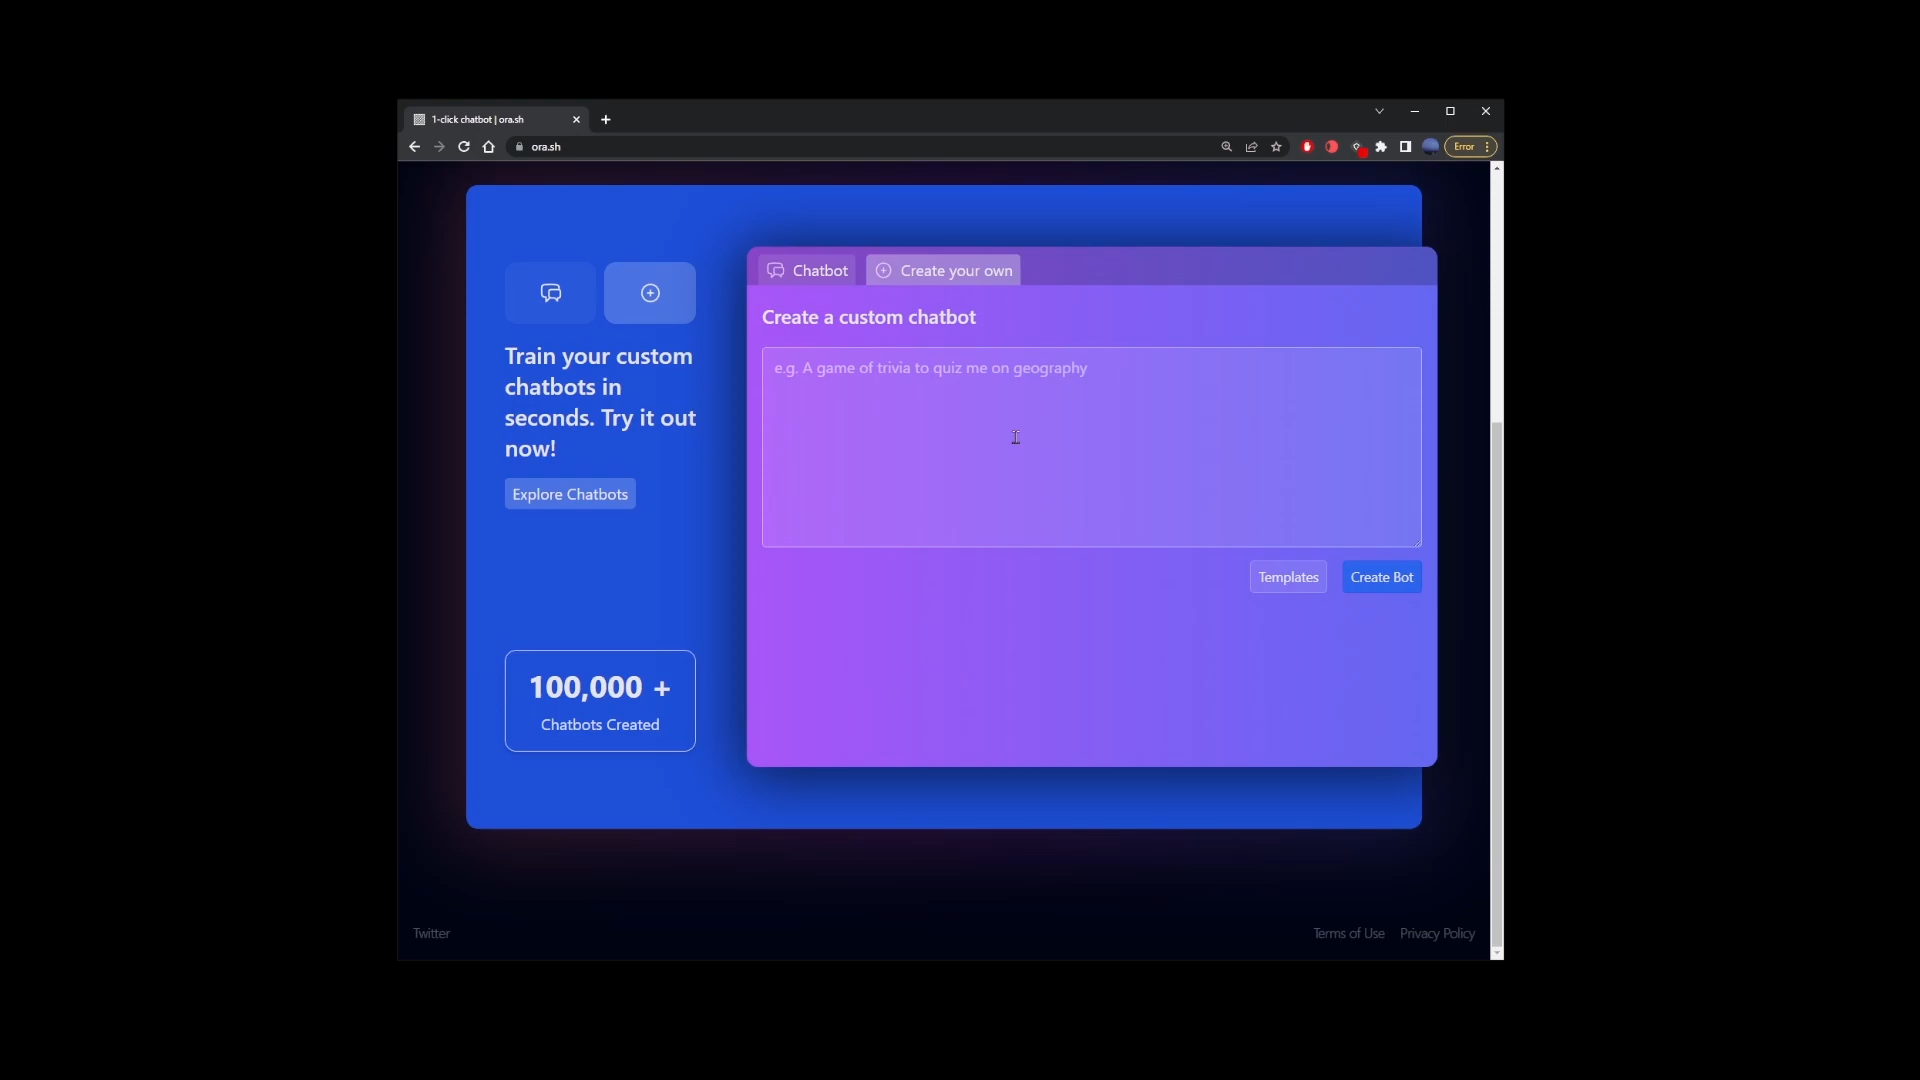 1-click chatbot | ora.sh
ora.sh
Error
Chatbot
Create your own
Create a custom chatbot
e.g. A game of trivia to quiz me on geography
Templates
Create Bot
Train your custom
chatbots in
seconds. Try it out
now!
Explore Chatbots
100,000 +
Chatbots Created
Twitter
Terms of Use
Privacy Policy